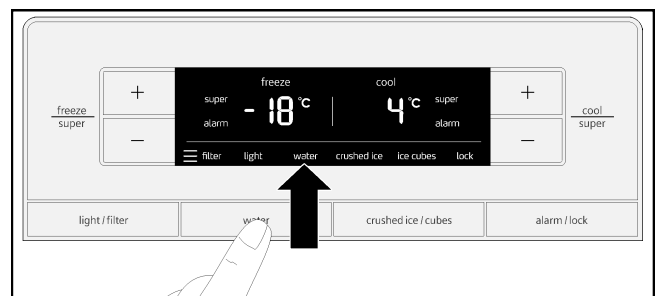 freeze cool
super - 18 °C 4 °C super
alarm alarm
filter light water crushed ice ice cubes lock
freeze
super
+
−
+
−
cool
super
light / filter water crushed ice / cubes alarm / lock